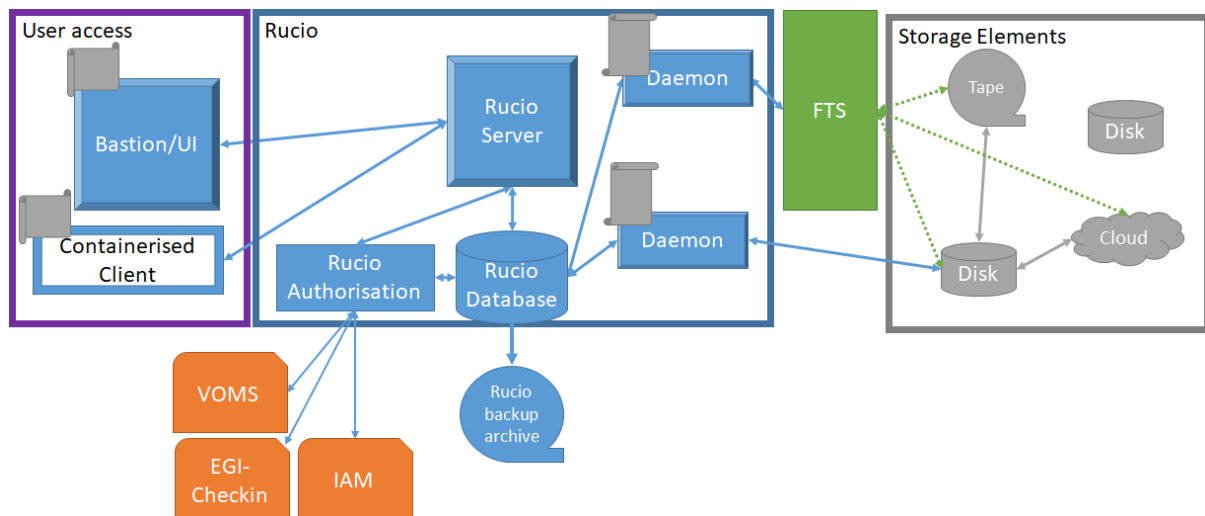 User access
Bastion/UI
Containerised
Client
Rucio
Rucio
Server
Rucio
Authorisation
Rucio
Database
Daemon
Daemon
FTS
Storage Elements
Tape
Disk
Cloud
Disk
VOMS
EGI-
Checkin
IAM
Rucio
backup
archive